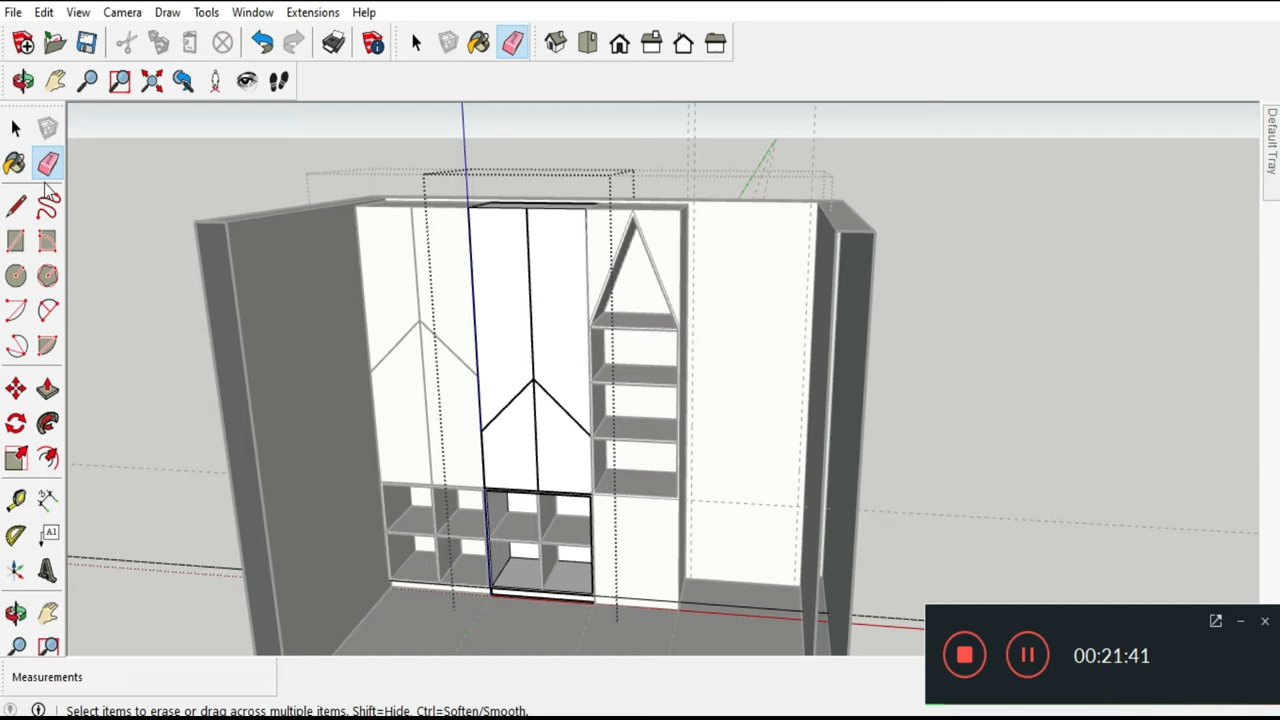 File Edit View Camera Draw Tools Window Extensions Help
Default Tray
AI
00:21:41
Measurements
Select items to erase or drag across multiple items. Shift=Hide, Ctrl=Soften/Smooth.